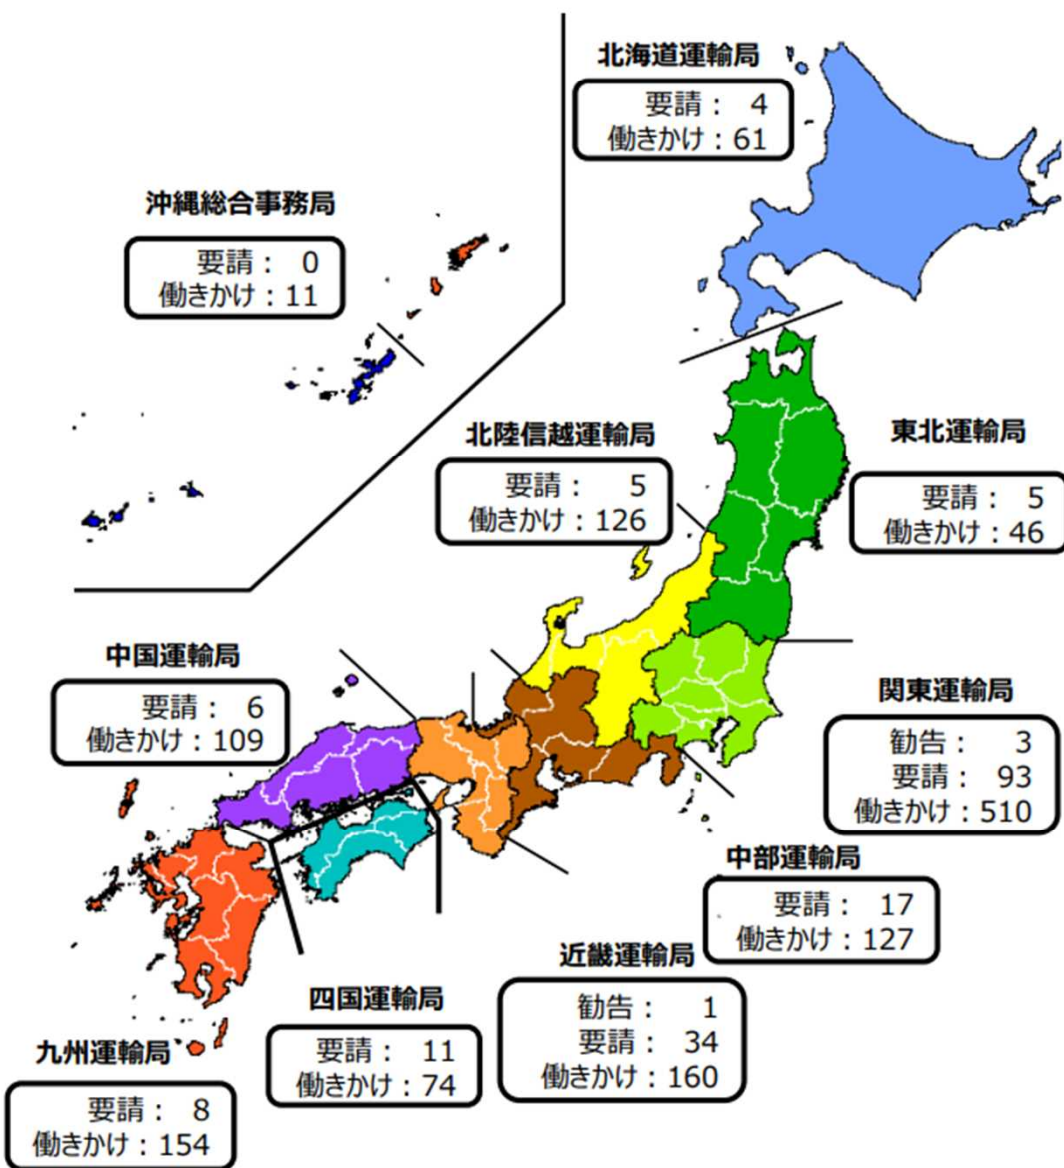 北海道運輸局
要請： 4
働きかけ：61
沖縄総合事務局
要請： 0
働きかけ：11
北陸信越運輸局
要請： 5
働きかけ：126
東北運輸局
要請： 5
働きかけ：46
中国運輸局
要請： 6
働きかけ：109
関東運輸局
勧告： 3
要請： 93
働きかけ：510
中部運輸局
要請： 17
働きかけ：127
近畿運輸局
勧告： 1
要請： 34
働きかけ：160
四国運輸局
要請： 11
働きかけ：74
九州運輸局
要請： 8
働きかけ：154